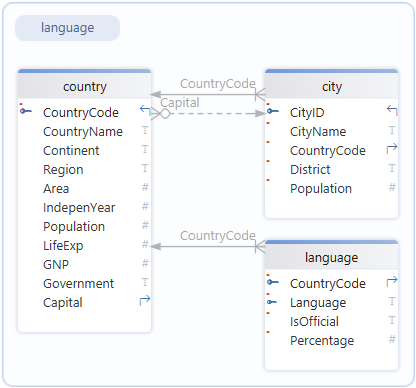 language
country
CountryCode
CountryName T
Continent T
Region T
Area #
IndepenYear #
Population #
LifeExp #
GNP #
Government T
Capital
CountryCode
Capital
city
CityID
CityName T
CountryCode
District T
Population #
CountryCode
language
CountryCode
Language T
IsOfficial T
Percentage #